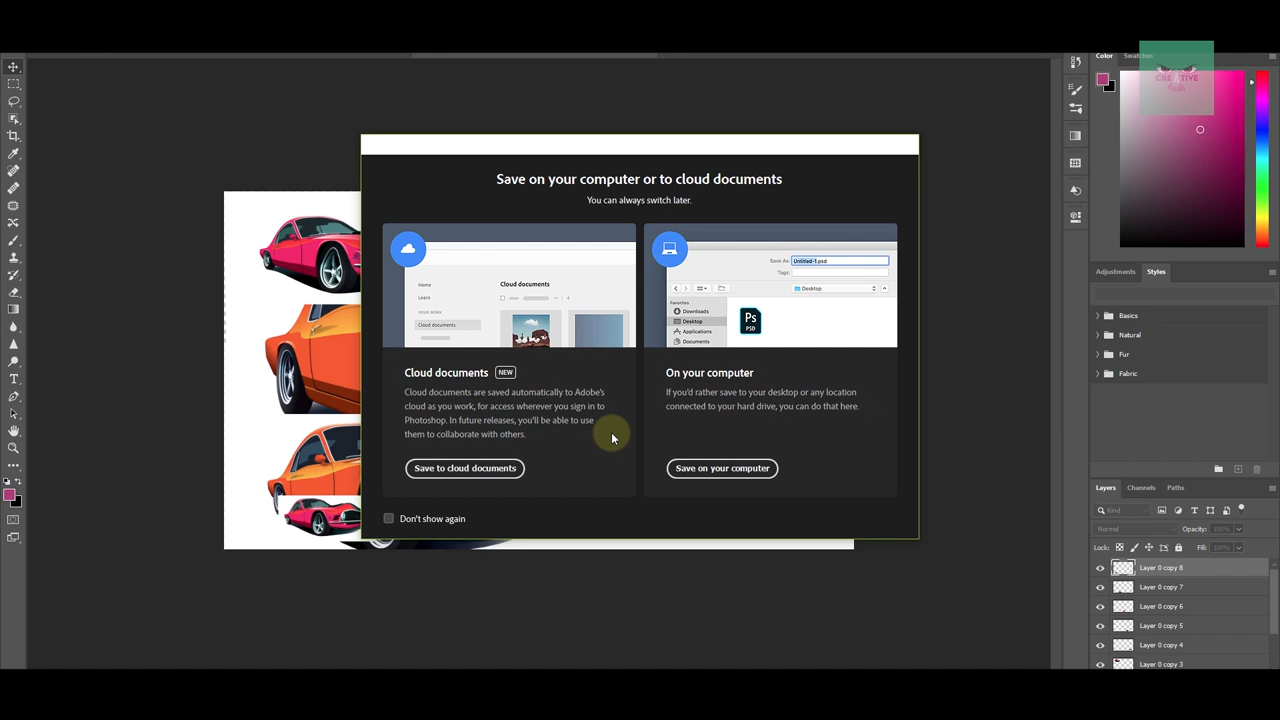 Color Swatches
CREATIVE
Save on your computer or to cloud documents
You can always switch later.
Home
Learn
YOUR WORK
Cloud documents
Cloud documents
Save As: Untitled-1.psd
Tags:
Desktop
Favorites
Downloads
Desktop
Applications
Documents
Ps
PSD
Cloud documents NEW
Cloud documents are saved automatically to Adobe's
cloud as you work, for access wherever you sign in to
Photoshop. In future releases, you'll be able to use
them to collaborate with others.
Save to cloud documents
On your computer
If you'd rather save to your desktop or any location
connected to your hard drive, you can do that here.
Save on your computer
Don't show again
Adjustments Styles
Basics
Natural
Fur
Fabric
Layers Channels Paths
Kind
Normal Opacity: 100%
Lock: Fill: 100%
Layer 0 copy 8
Layer 0 copy 7
Layer 0 copy 6
Layer 0 copy 5
Layer 0 copy 4
Layer 0 copy 3